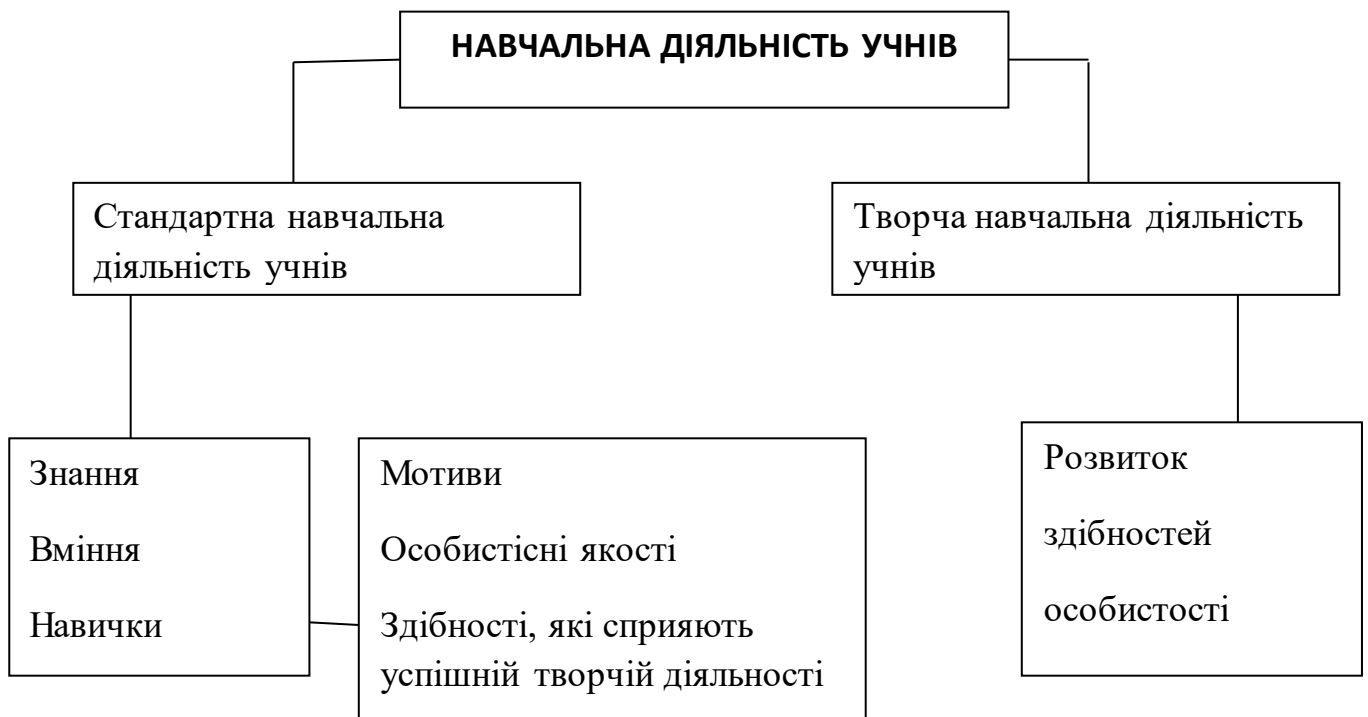 НАВЧАЛЬНА ДІЯЛЬНІСТЬ УЧНІВ
Стандартна навчальна
діяльність учнів
Творча навчальна діяльність
учнів
Знання
Вміння
Навички
Мотиви
Особистісні якості
Здібності, які сприяють
успішній творчій діяльності
Розвиток
здібностей
особистості